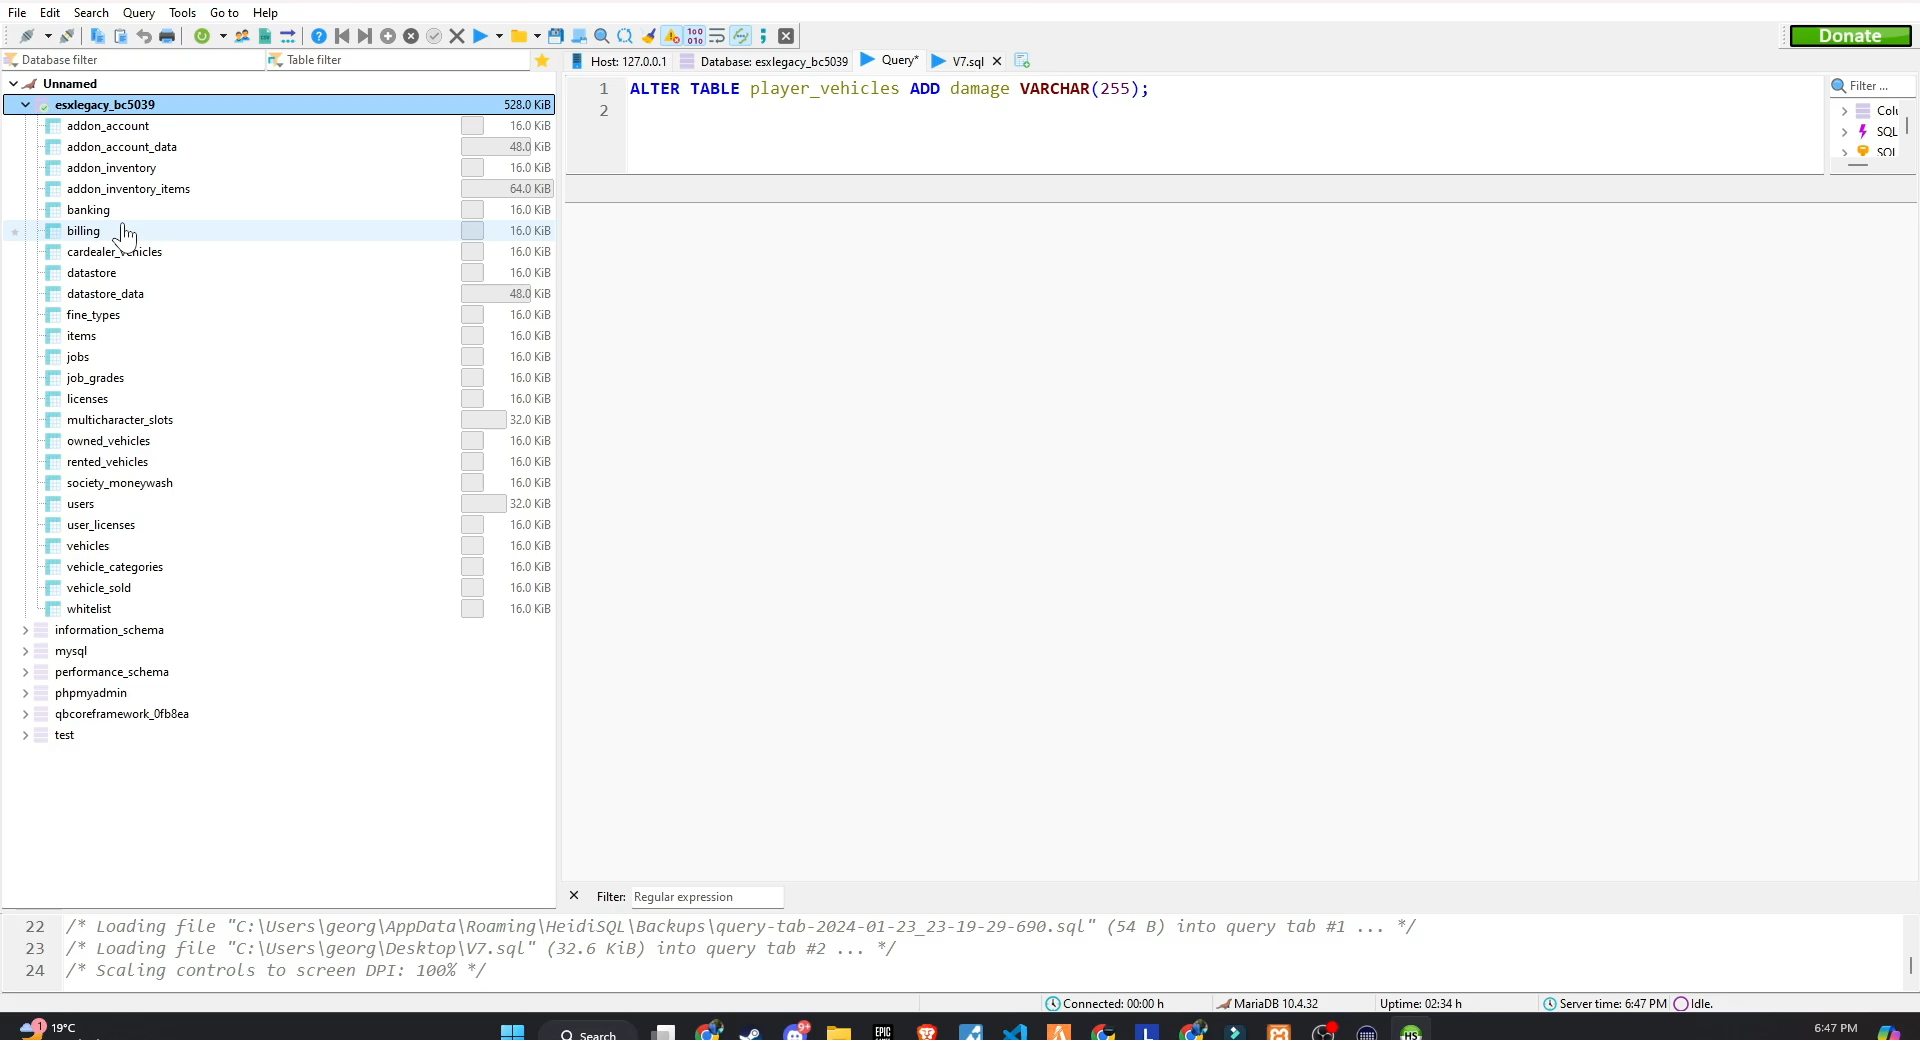 File Edit Search Query Tools Go to Help
Donate
Database filter
Table filter
Host: 127.0.0.1
Database: esxlegacy_bc5039
Query*
V7.sql
Unnamed
esxlegacy_bc5039 528.0 KiB
addon_account 16.0 KiB
addon_account_data 48.0 KiB
addon_inventory 16.0 KiB
addon_inventory_items 64.0 KiB
banking 16.0 KiB
billing 16.0 KiB
cardealer_vehicles 16.0 KiB
datastore 16.0 KiB
datastore_data 48.0 KiB
fine_types 16.0 KiB
items 16.0 KiB
jobs 16.0 KiB
job_grades 16.0 KiB
licenses 16.0 KiB
multicharacter_slots 32.0 KiB
owned_vehicles 16.0 KiB
rented_vehicles 16.0 KiB
society_moneywash 16.0 KiB
users 32.0 KiB
user_licenses 16.0 KiB
vehicles 16.0 KiB
vehicle_categories 16.0 KiB
vehicle_sold 16.0 KiB
whitelist 16.0 KiB
information_schema
mysql
performance_schema
phpmyadmin
qbcoreframework_0fb8ea
test
1 ALTER TABLE player_vehicles ADD damage VARCHAR(255);
2
Filter ...
Colu
SQL
SQL
Filter: Regular expression
22 /* Loading file "C:\Users\georg\AppData\Roaming\HeidiSQL\Backups\query-tab-2024-01-23_23-19-29-690.sql" (54 B) into query tab #1 ... */
23 /* Loading file "C:\Users\georg\Desktop\V7.sql" (32.6 KiB) into query tab #2 ... */
24 /* Scaling controls to screen DPI: 100% */
Connected: 00:00 h
MariaDB 10.4.32
Uptime: 02:34 h
Server time: 6:47 PM
Idle.
1 19°C
Search
9+
EPIC
L
HS
6:47 PM